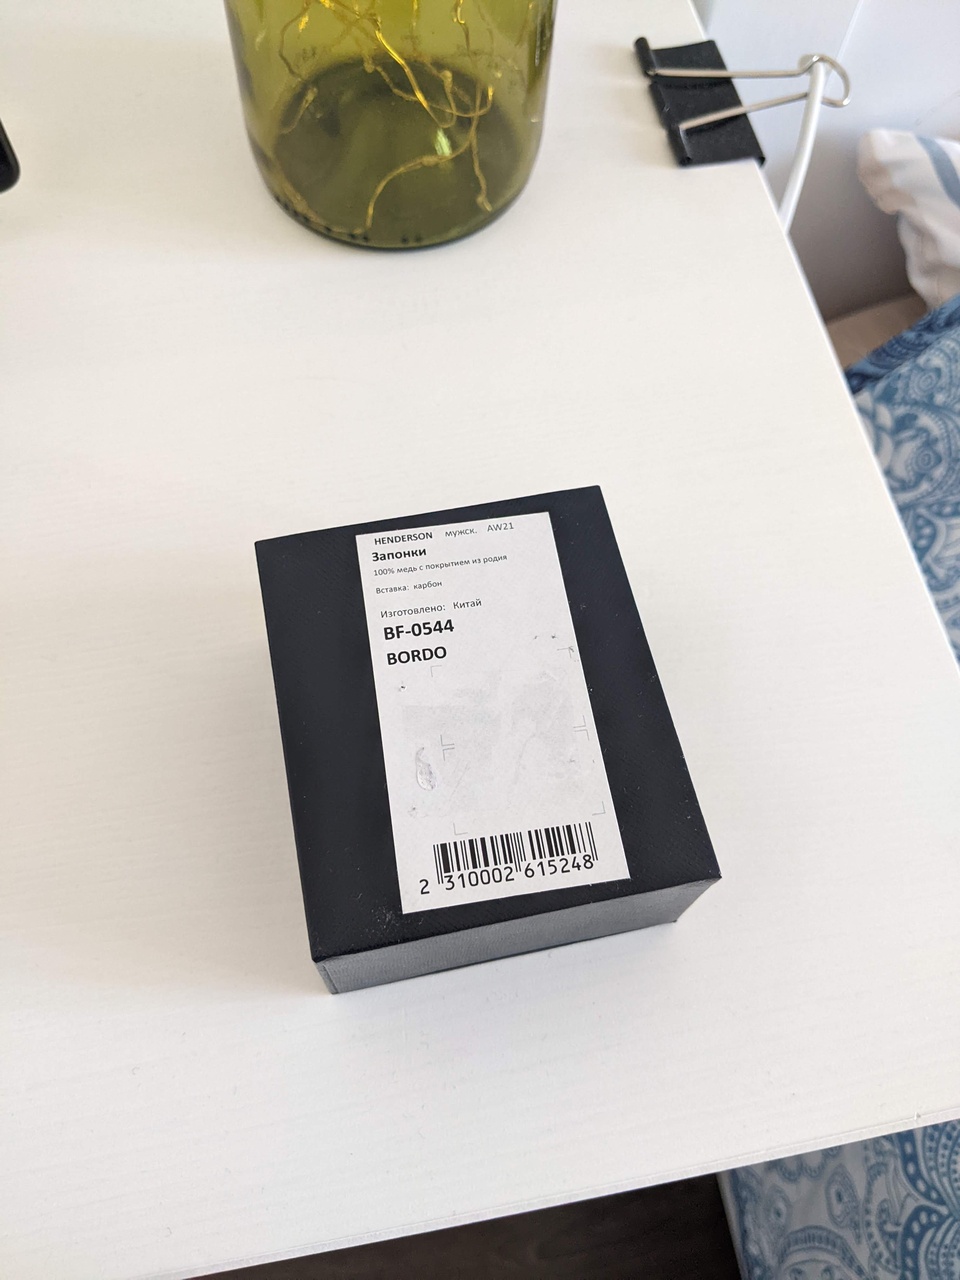 HENDERSON мужск. AW21
Запонки
100% медь с покрытием из родия
Вставка: карбон
Изготовлено: Китай
BF-0544
BORDO
2 310002 615248